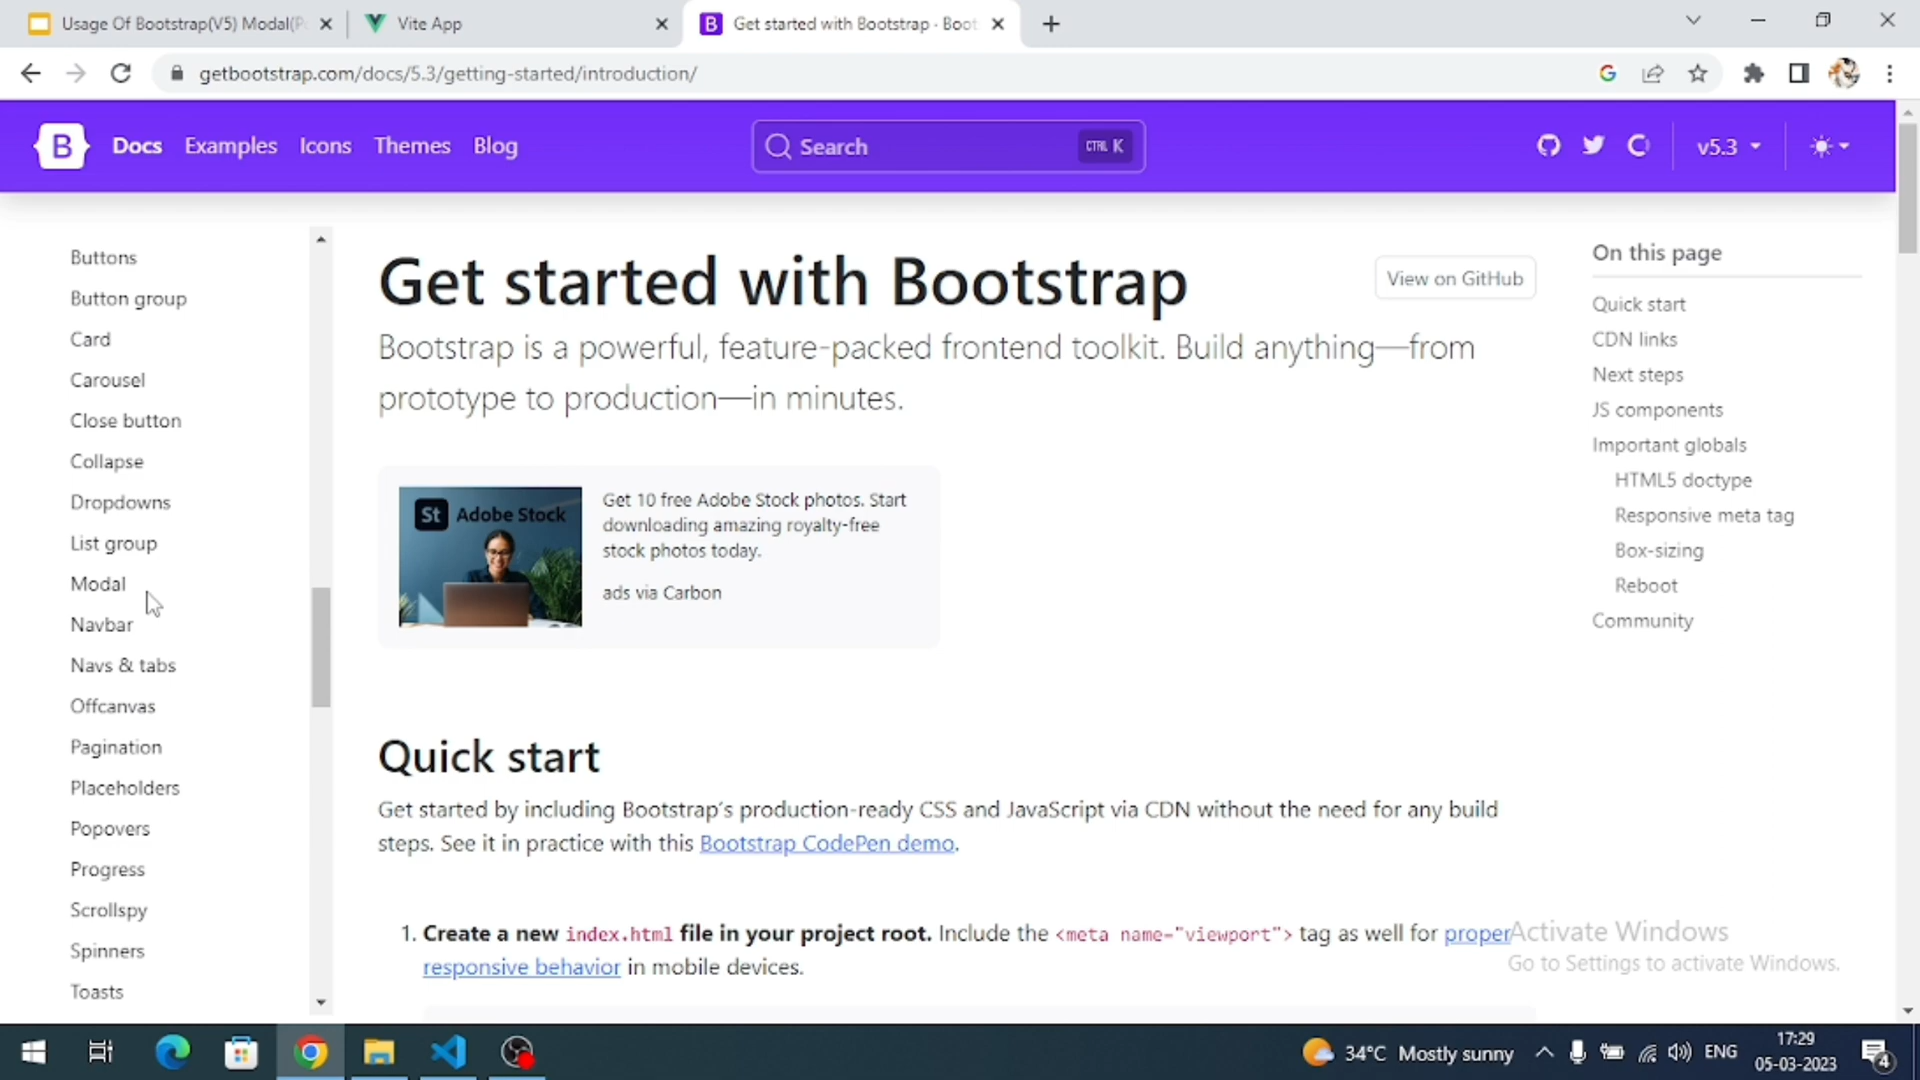 Usage Of Bootstrap(V5) Modal(P
Vite App
Get started with Bootstrap · Boot
getbootstrap.com/docs/5.3/getting-started/introduction/
B Docs Examples Icons Themes Blog
Search
CTRL K
v5.3
Buttons
Button group
Card
Carousel
Close button
Collapse
Dropdowns
List group
Modal
Navbar
Navs & tabs
Offcanvas
Pagination
Placeholders
Popovers
Progress
Scrollspy
Spinners
Toasts
Get started with Bootstrap
View on GitHub
Bootstrap is a powerful, feature-packed frontend toolkit. Build anything—from
prototype to production—in minutes.
St Adobe Stock
Get 10 free Adobe Stock photos. Start
downloading amazing royalty-free
stock photos today.
ads via Carbon
Quick start
Get started by including Bootstrap's production-ready CSS and JavaScript via CDN without the need for any build
steps. See it in practice with this Bootstrap CodePen demo.
1. Create a new index.html file in your project root. Include the <meta name="viewport"> tag as well for proper
responsive behavior in mobile devices.
On this page
Quick start
CDN links
Next steps
JS components
Important globals
HTML5 doctype
Responsive meta tag
Box-sizing
Reboot
Community
Activate Windows
Go to Settings to activate Windows.
34°C Mostly sunny
ENG
17:29
05-03-2023
4